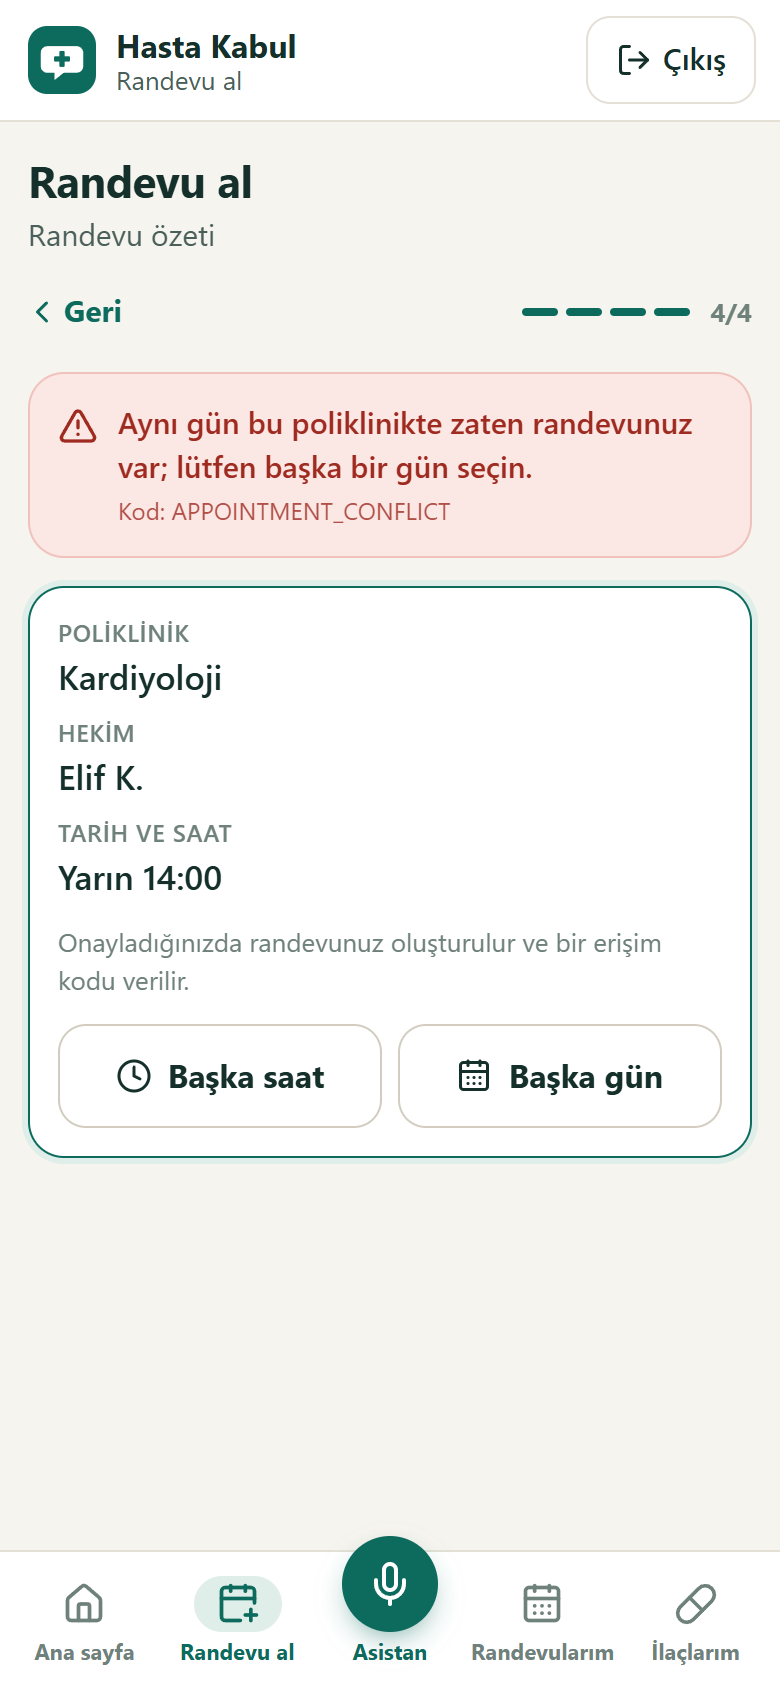 Hasta Kabul
Randevu al
Çıkış
Randevu al
Randevu özeti
Geri
4/4
Aynı gün bu poliklinikte zaten randevunuz
var; lütfen başka bir gün seçin.
Kod: APPOINTMENT_CONFLICT
POLİKLİNİK
Kardiyoloji
HEKİM
Elif K.
TARİH VE SAAT
Yarın 14:00
Onayladığınızda randevunuz oluşturulur ve bir erişim
kodu verilir.
Başka saat
Başka gün
Ana sayfa
Randevu al
Asistan
Randevularım
İlaçlarım